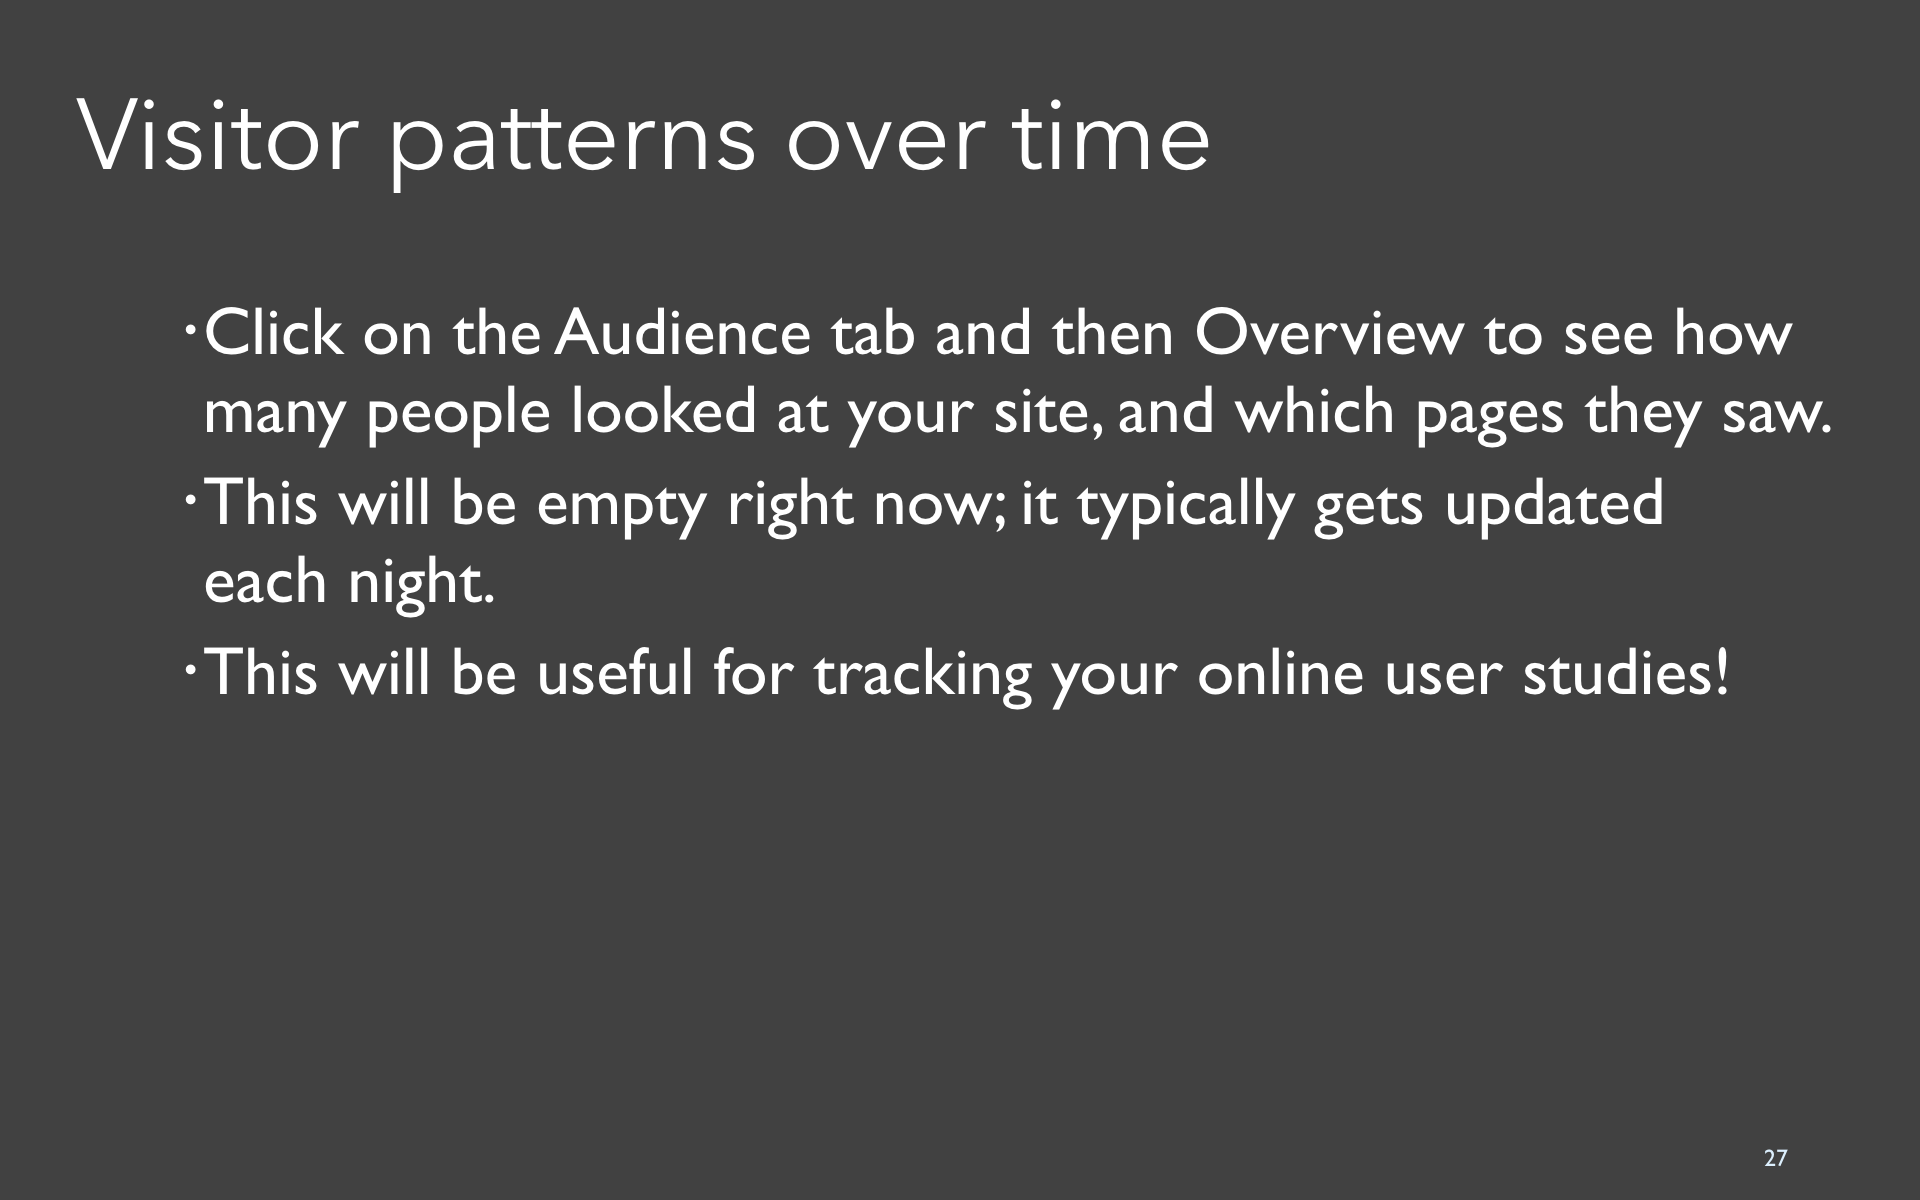 Visitor patterns over time
·Click on the Audience tab and then Overview to see how
many people looked at your site, and which pages they saw.
·This will be empty right now; it typically gets updated
each night.
·This will be useful for tracking your online user studies!
27